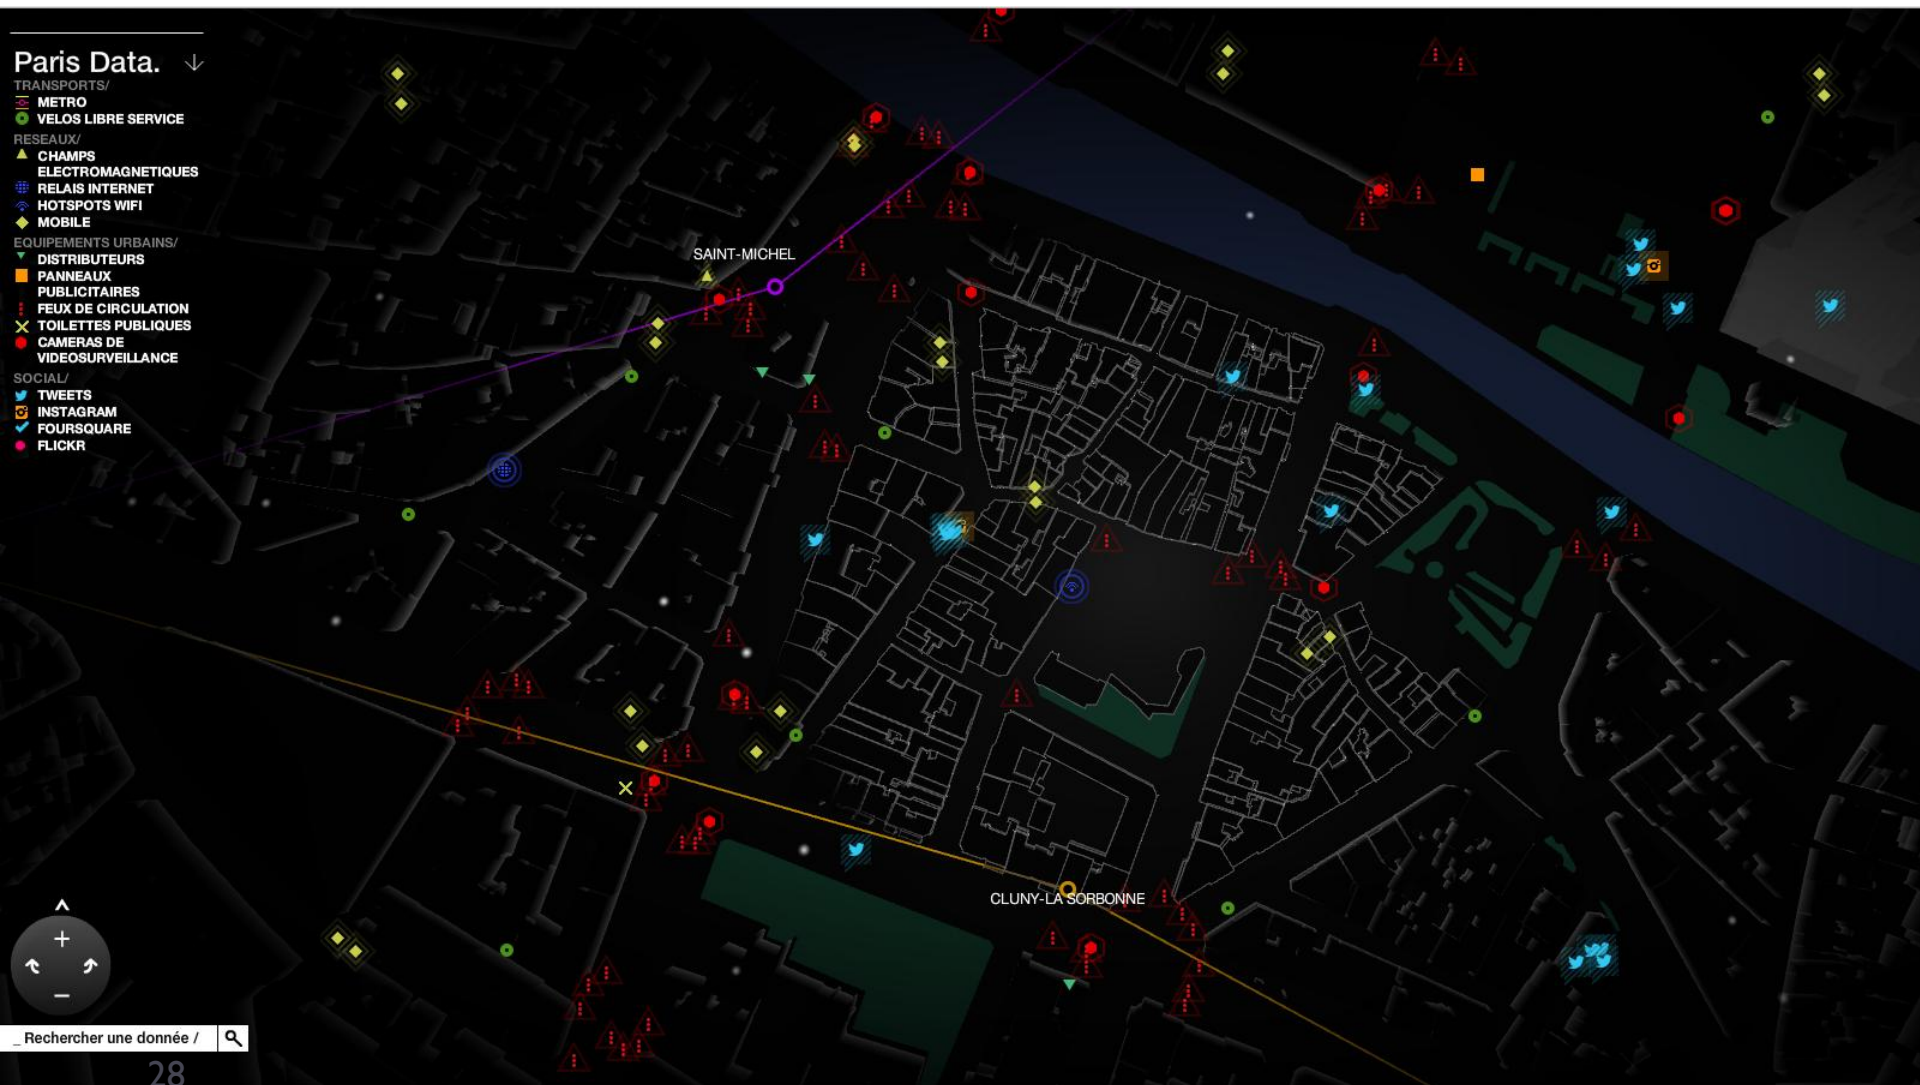 Paris Data.
TRANSPORTS/
METRO
VELOS LIBRE SERVICE
RESEAUX/
CHAMPS
ELECTROMAGNETIQUES
RELAIS INTERNET
HOTSPOTS WIFI
MOBILE
EQUIPEMENTS URBAINS/
DISTRIBUTEURS
PANNEAUX
PUBLICITAIRES
FEUX DE CIRCULATION
TOILETTES PUBLIQUES
CAMERAS DE
VIDEOSURVEILLANCE
SOCIAL/
TWEETS
INSTAGRAM
FOURSQUARE
FLICKR
SAINT-MICHEL
CLUNY-LA SORBONNE
_ Rechercher une donnée /
28